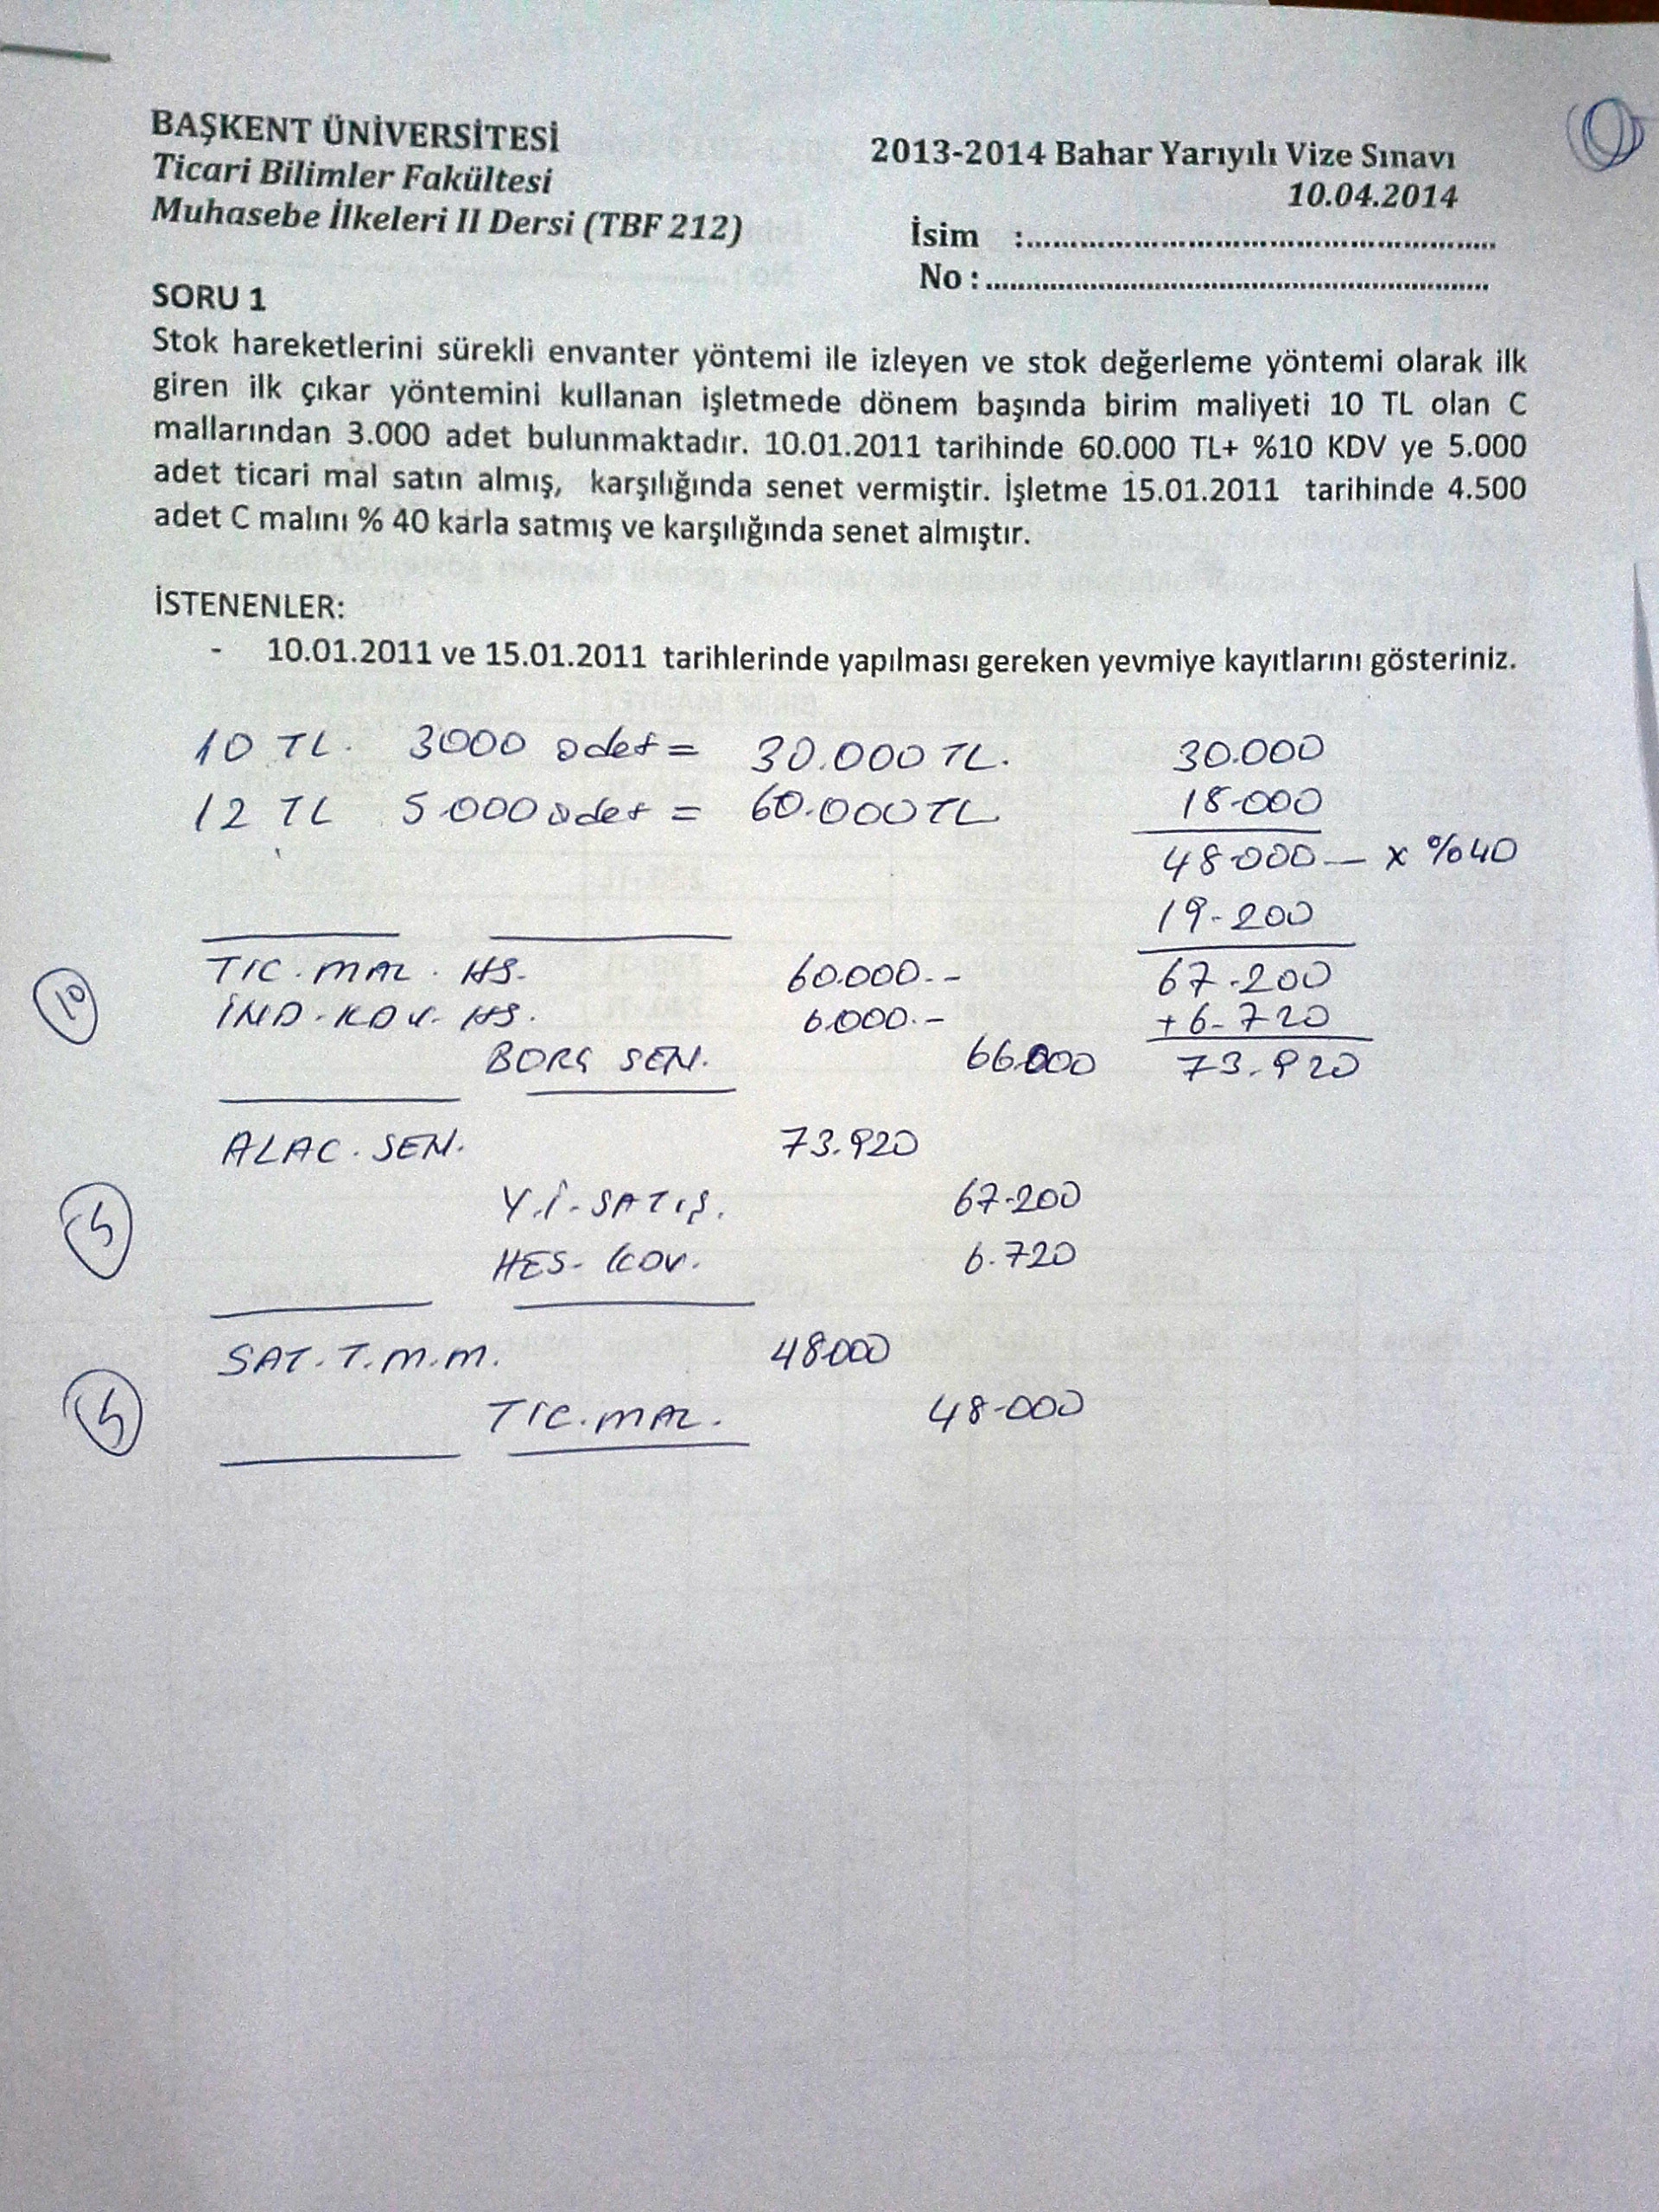 BAŞKENT ÜNİVERSİTESİ
Ticari Bilimler Fakültesi
Muhasebe İlkeleri II Dersi (TBF 212)
2013-2014 Bahar Yarıyılı Vize Sınavı
10.04.2014
İsim :..........................................................
No :..............................................................
SORU 1
Stok hareketlerini sürekli envanter yöntemi ile izleyen ve stok değerleme yöntemi olarak ilk
giren ilk çıkar yöntemini kullanan işletmede dönem başında birim maliyeti 10 TL olan C
mallarından 3.000 adet bulunmaktadır. 10.01.2011 tarihinde 60.000 TL+ %10 KDV ye 5.000
adet ticari mal satın almış, karşılığında senet vermiştir. İşletme 15.01.2011 tarihinde 4.500
adet C malını % 40 karla satmış ve karşılığında senet almıştır.
İSTENENLER:
- 10.01.2011 ve 15.01.2011 tarihlerinde yapılması gereken yevmiye kayıtlarını gösteriniz.
10 TL. 3000 adet = 30.000 TL. 30.000
12 TL 5.000 adet = 60.000 TL 18.000
48.000 — x %40
19.200
TİC. MAL. HS. 60.000.- 67.200
10 İND. KDV. HS. 6.000.- +6.720
BORÇ SEN. 66.000 73.920
ALAC. SEN. 73.920
5 Y.İ. SATIŞ. 67.200
HES. KDV. 6.720
SAT. T.M.M. 48000
5 TİC. MAL. 48.000